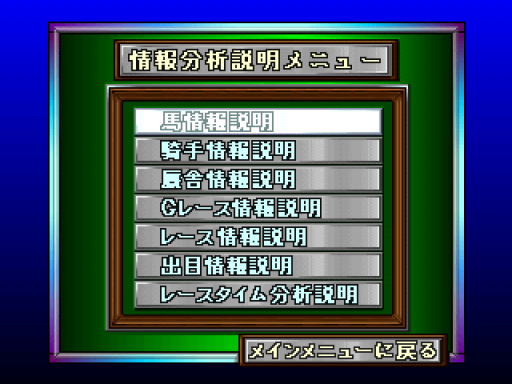 情報分析説明メニュー
馬情報説明
騎手情報説明
厩舎情報説明
Gレース情報説明
レース情報説明
出目情報説明
レースタイム分析説明
メインメニューに戻る